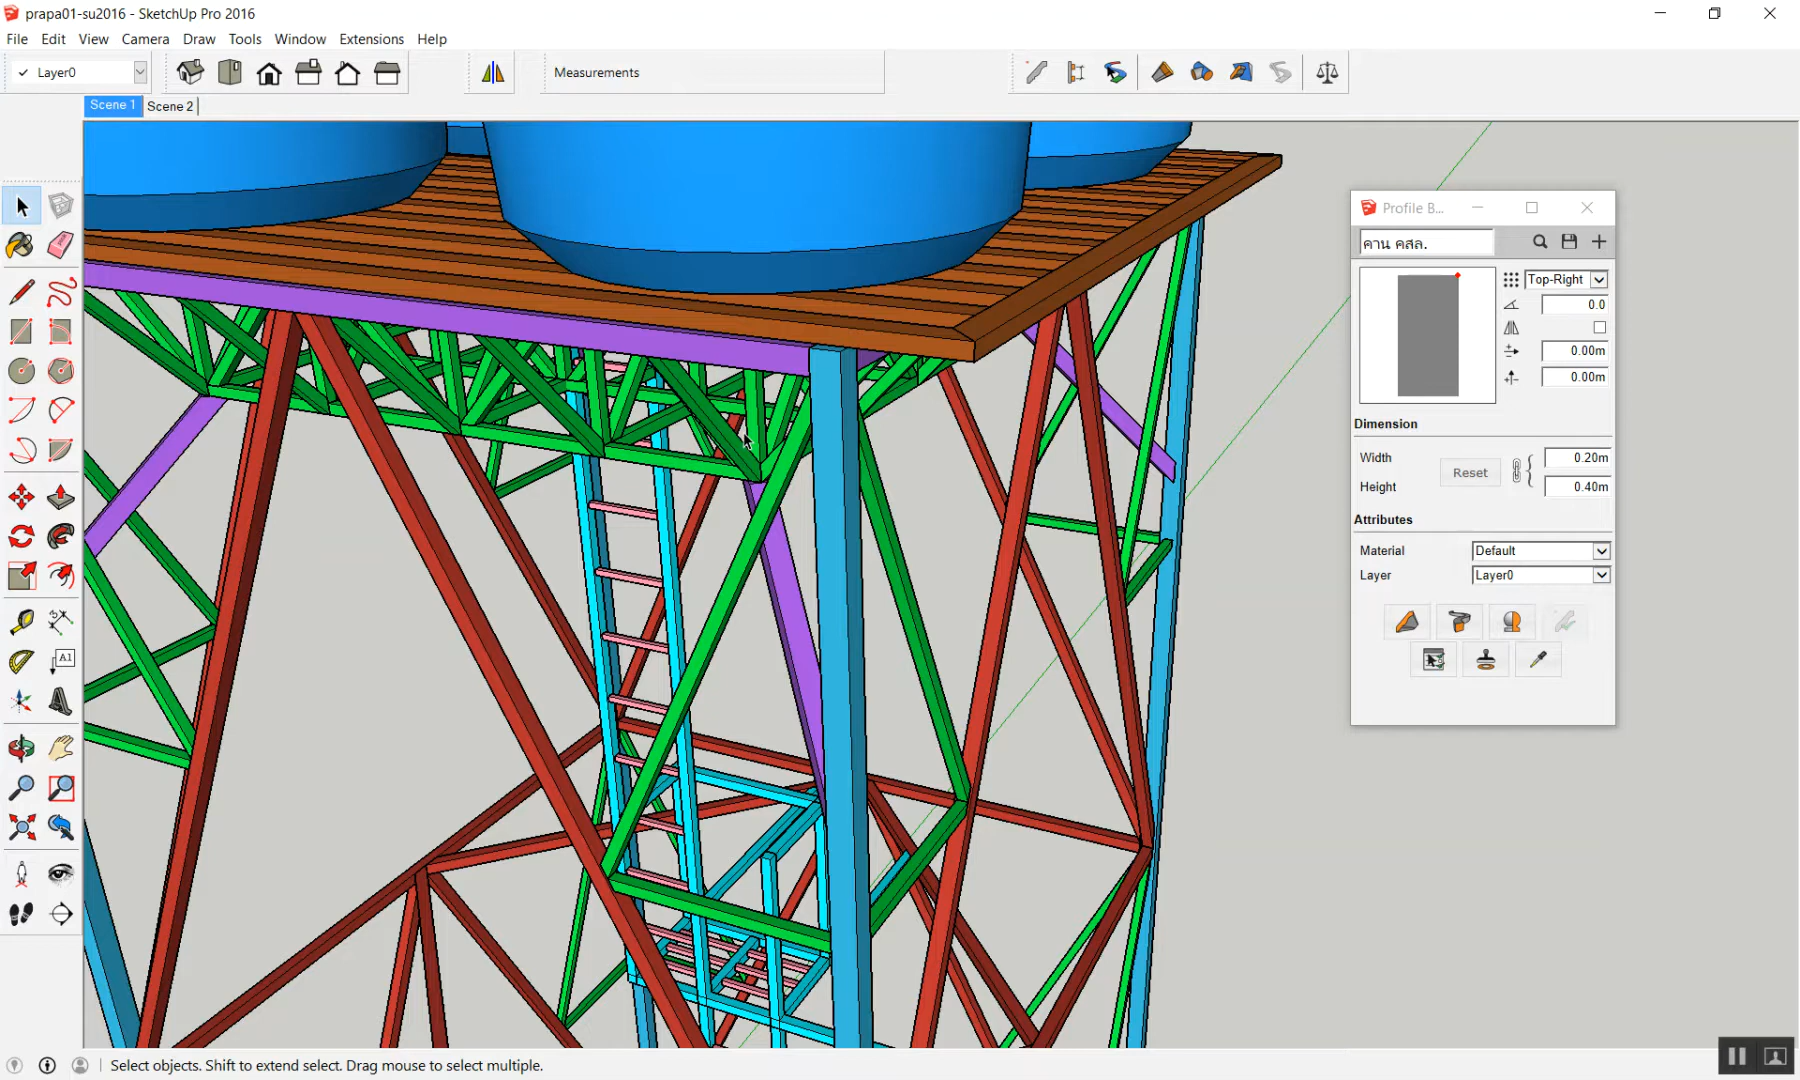 prapa01-su2016 - SketchUp Pro 2016
File Edit View Camera Draw Tools Window Extensions Help
Layer0
Measurements
Scene 1 Scene 2
Profile B...
คาน คสล.
Top-Right
0.0
0.00m
0.00m
Dimension
Width 0.20m
Reset
Height 0.40m
Attributes
Material Default
Layer Layer0
A1
Select objects. Shift to extend select. Drag mouse to select multiple.